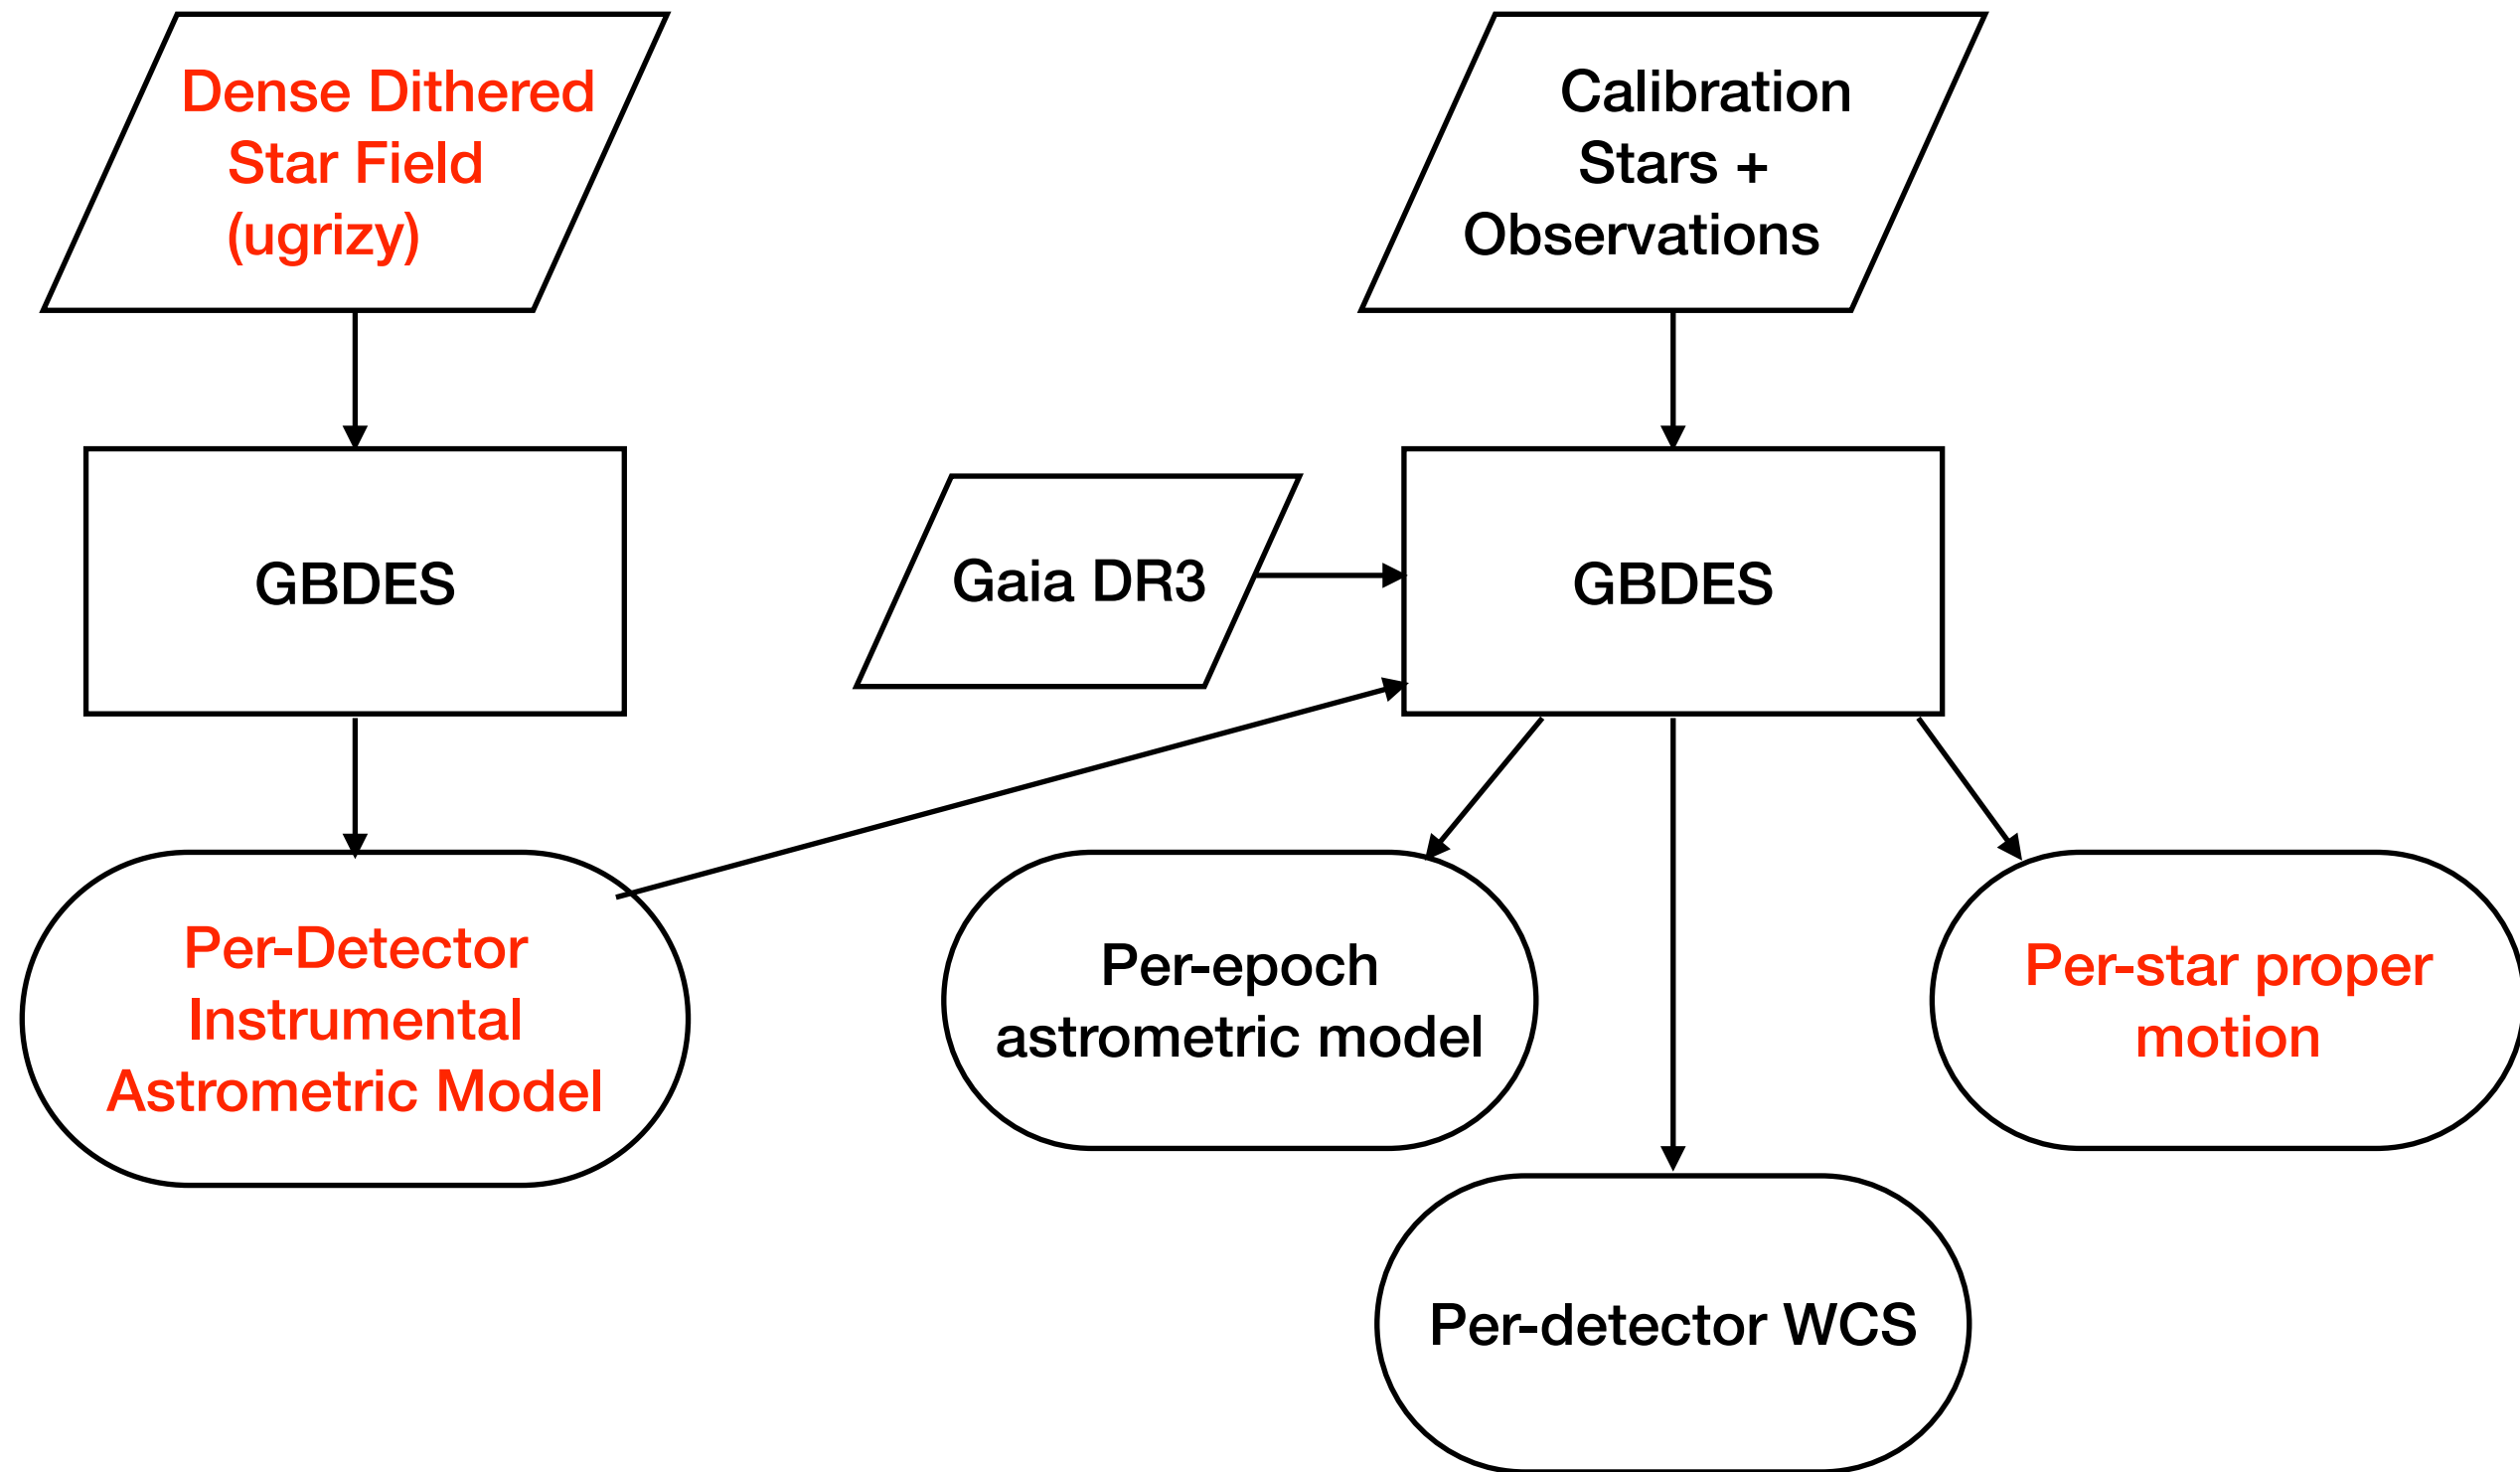 Dense Dithered
Star Field
(ugrizy)
Calibration
Stars +
Observations
GBDES
Gaia DR3
GBDES
Per-Detector
Instrumental
Astrometric Model
Per-epoch
astrometric model
Per-star proper
motion
Per-detector WCS